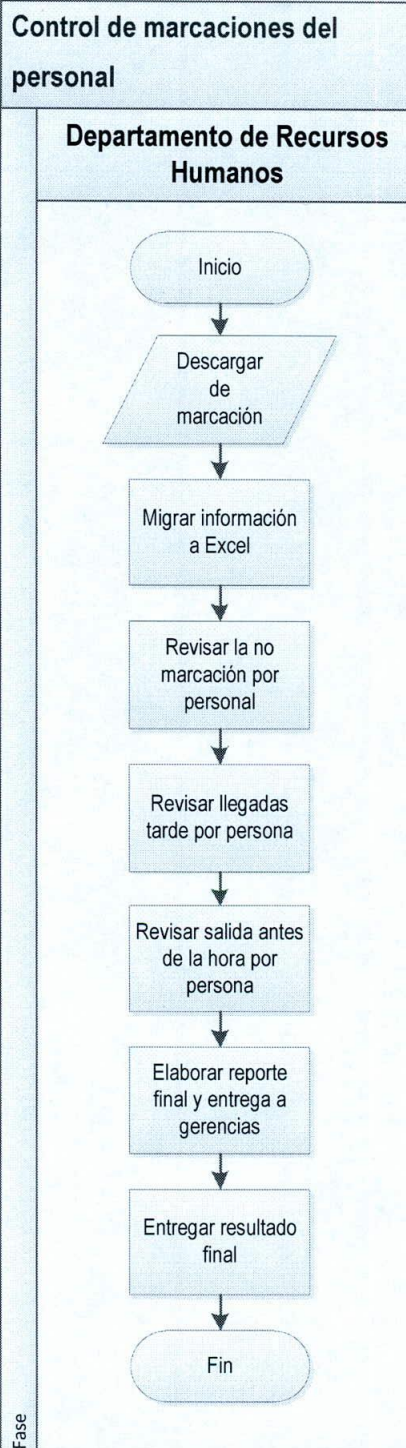 Control de marcaciones del
personal
Departamento de Recursos
Humanos
Inicio
Descargar
de
marcación
Migrar información
a Excel
Revisar la no
marcación por
personal
Revisar llegadas
tarde por persona
Revisar salida antes
de la hora por
persona
Elaborar reporte
final y entrega a
gerencias
Entregar resultado
final
Fin
Fase